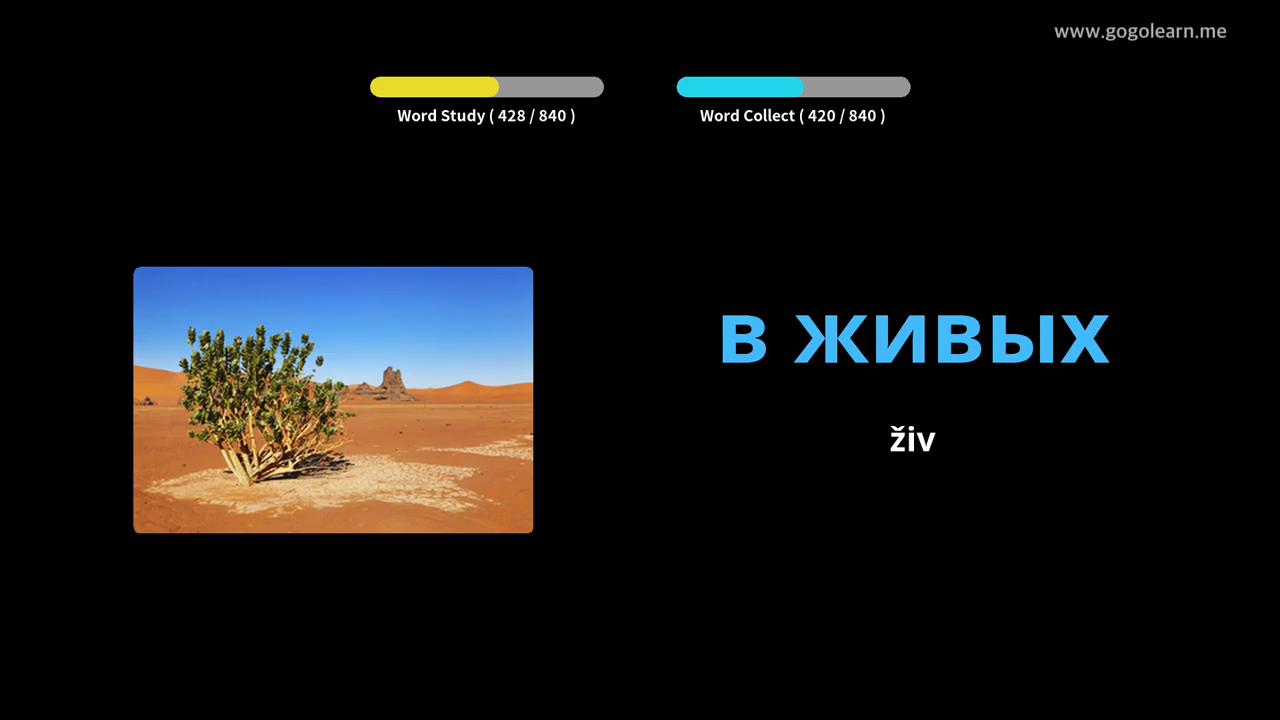 www.gogolearn.me
Word Study ( 428 / 840 )
Word Collect ( 420 / 840 )
в живых
živ